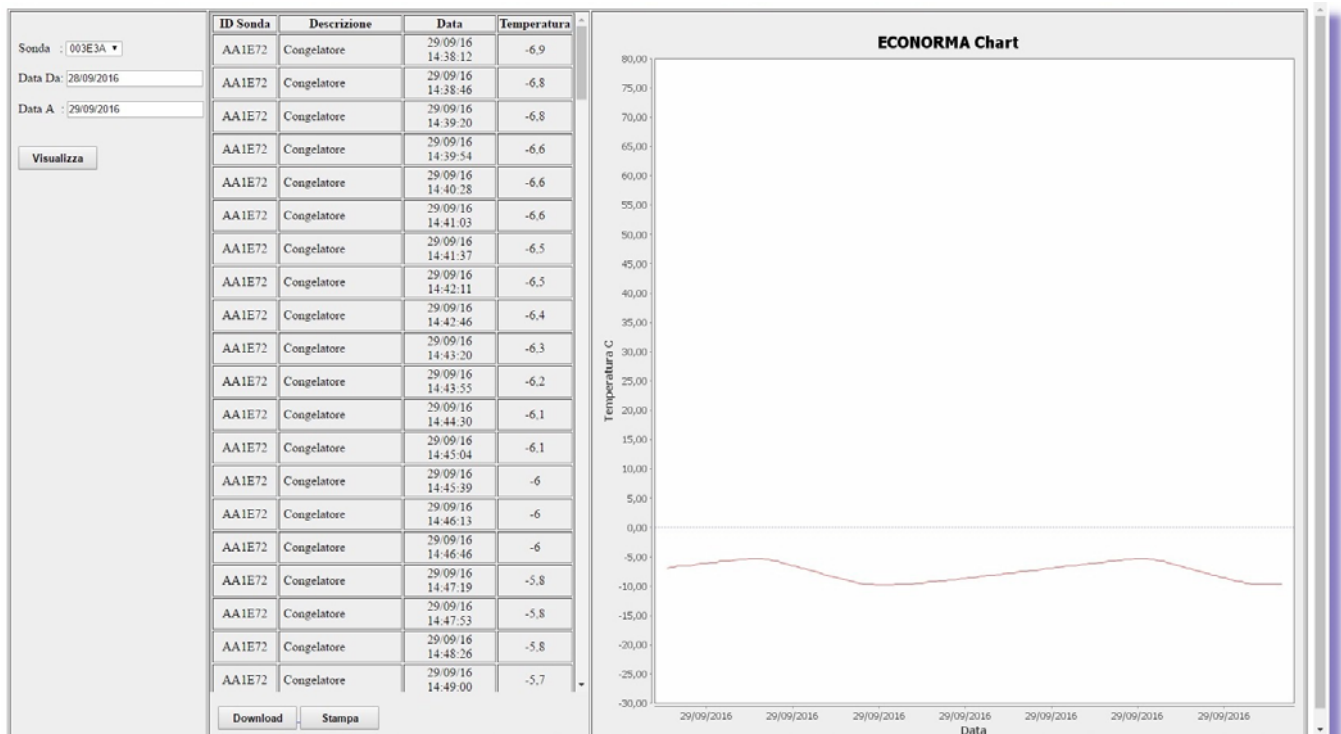 Sonda : 003E3A
Data Da: 28/09/2016
Data A : 29/09/2016
Visualizza
ID Sonda Descrizione Data Temperatura
AA1E72 Congelatore 29/09/16 14:38:12 -6,9
AA1E72 Congelatore 29/09/16 14:38:46 -6,8
AA1E72 Congelatore 29/09/16 14:39:20 -6,8
AA1E72 Congelatore 29/09/16 14:39:54 -6,6
AA1E72 Congelatore 29/09/16 14:40:28 -6,6
AA1E72 Congelatore 29/09/16 14:41:03 -6,6
AA1E72 Congelatore 29/09/16 14:41:37 -6,5
AA1E72 Congelatore 29/09/16 14:42:11 -6,5
AA1E72 Congelatore 29/09/16 14:42:46 -6,4
AA1E72 Congelatore 29/09/16 14:43:20 -6,3
AA1E72 Congelatore 29/09/16 14:43:55 -6,2
AA1E72 Congelatore 29/09/16 14:44:30 -6,1
AA1E72 Congelatore 29/09/16 14:45:04 -6,1
AA1E72 Congelatore 29/09/16 14:45:39 -6
AA1E72 Congelatore 29/09/16 14:46:13 -6
AA1E72 Congelatore 29/09/16 14:46:46 -6
AA1E72 Congelatore 29/09/16 14:47:19 -5,8
AA1E72 Congelatore 29/09/16 14:47:53 -5,8
AA1E72 Congelatore 29/09/16 14:48:26 -5,8
AA1E72 Congelatore 29/09/16 14:49:00 -5,7
Download Stampa
ECONORMA Chart
Temperatura C
80,00
75,00
70,00
65,00
60,00
55,00
50,00
45,00
40,00
35,00
30,00
25,00
20,00
15,00
10,00
5,00
0,00
-5,00
-10,00
-15,00
-20,00
-25,00
-30,00
29/09/2016 29/09/2016 29/09/2016 29/09/2016 29/09/2016 29/09/2016 29/09/2016
Data